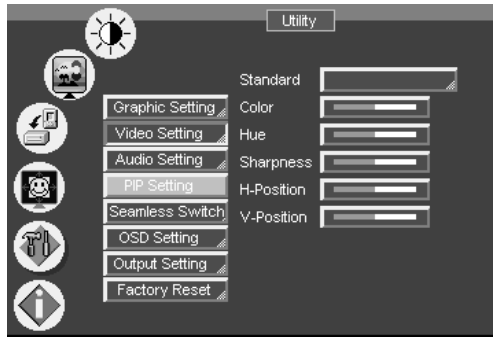 Utility
Standard
Graphic Setting
Color
Video Setting
Hue
Audio Setting
Sharpness
PIP Setting
H-Position
Seamless Switch
V-Position
OSD Setting
Output Setting
Factory Reset